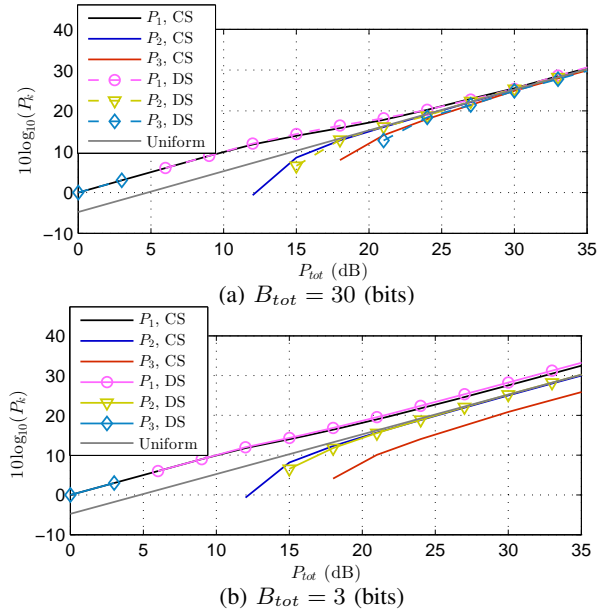 P₁, CS
P₂, CS
P₃, CS
P₁, DS
P₂, DS
P₃, DS
Uniform
10log₁₀(Pₖ)
40
30
20
10
0
−10
0 5 10 15 20 25 30 35
Pₜₒₜ (dB)
(a) Bₜₒₜ = 30 (bits)
P₁, CS
P₂, CS
P₃, CS
P₁, DS
P₂, DS
P₃, DS
Uniform
10log₁₀(Pₖ)
40
30
20
10
0
−10
0 5 10 15 20 25 30 35
Pₜₒₜ (dB)
(b) Bₜₒₜ = 3 (bits)